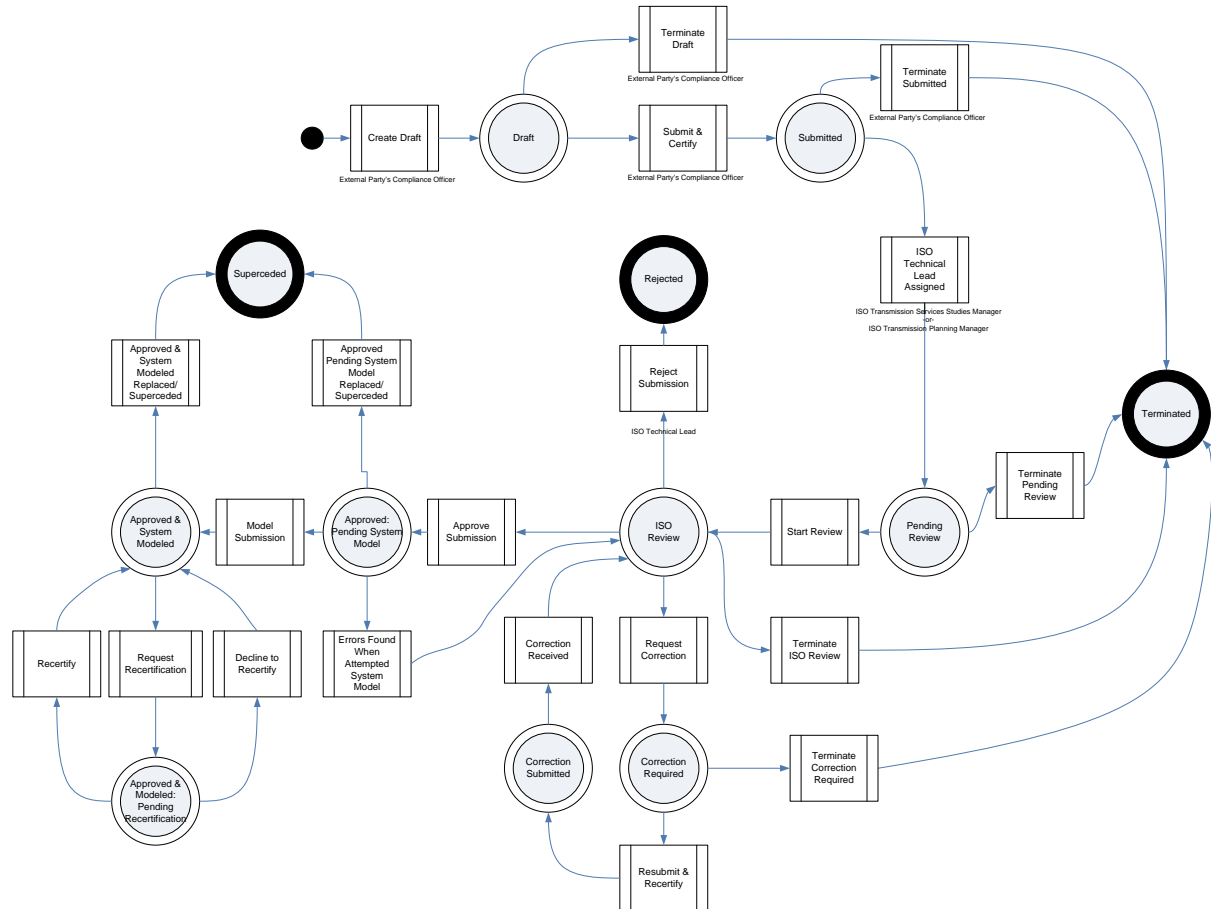 Terminate
Draft
External Party's Compliance Officer
Terminate
Submitted
External Party's Compliance Officer
Create Draft
External Party's Compliance Officer
Draft
Submit &
Certify
External Party's Compliance Officer
Submitted
Superceded
Rejected
ISO
Technical
Lead
Assigned
ISO Transmission Services Studies Manager
-or-
ISO Transmission Planning Manager
Approved &
System
Modeled
Replaced/
Superceded
Approved
Pending System
Model
Replaced/
Superceded
Reject
Submission
ISO Technical Lead
Terminated
Terminate
Pending
Review
Approved &
System
Modeled
Model
Submission
Approved:
Pending System
Model
Approve
Submission
ISO
Review
Start Review
Pending
Review
Recertify
Request
Recertification
Decline to
Recertify
Errors Found
When
Attempted
System
Model
Correction
Received
Request
Correction
Terminate
ISO Review
Approved &
Modeled:
Pending
Recertification
Correction
Submitted
Correction
Required
Terminate
Correction
Required
Resubmit &
Recertify